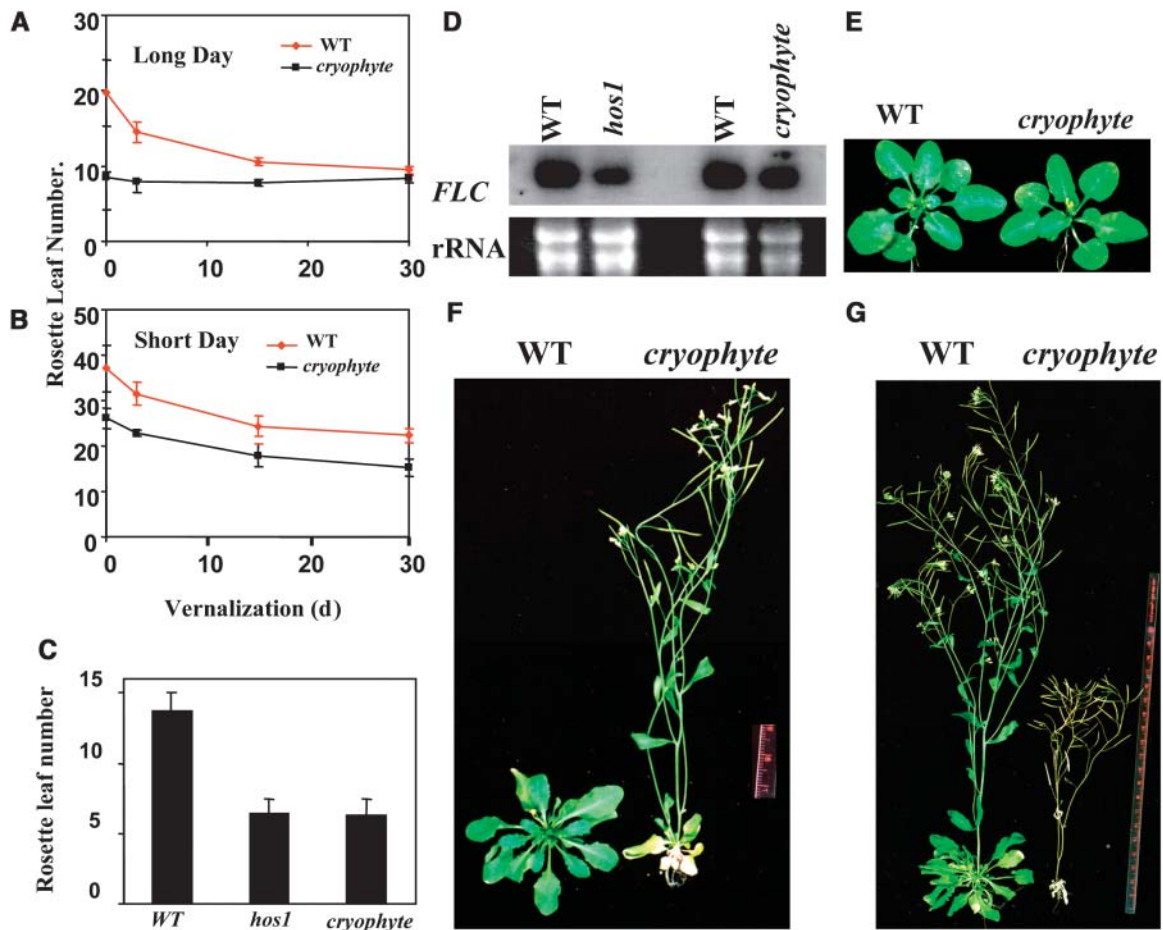 A
30
Long Day
WT
cryophyte
20
10
0
0 10 20 30
Rosette Leaf Number.
B
50
Short Day
WT
cryophyte
40
30
20
10
0
0 10 20 30
Vernalization (d)
C
Rosette leaf number
15
10
5
0
WT hos1 cryophyte
D
WT hos1 WT cryophyte
FLC
rRNA
E
WT cryophyte
F
WT cryophyte
G
WT cryophyte